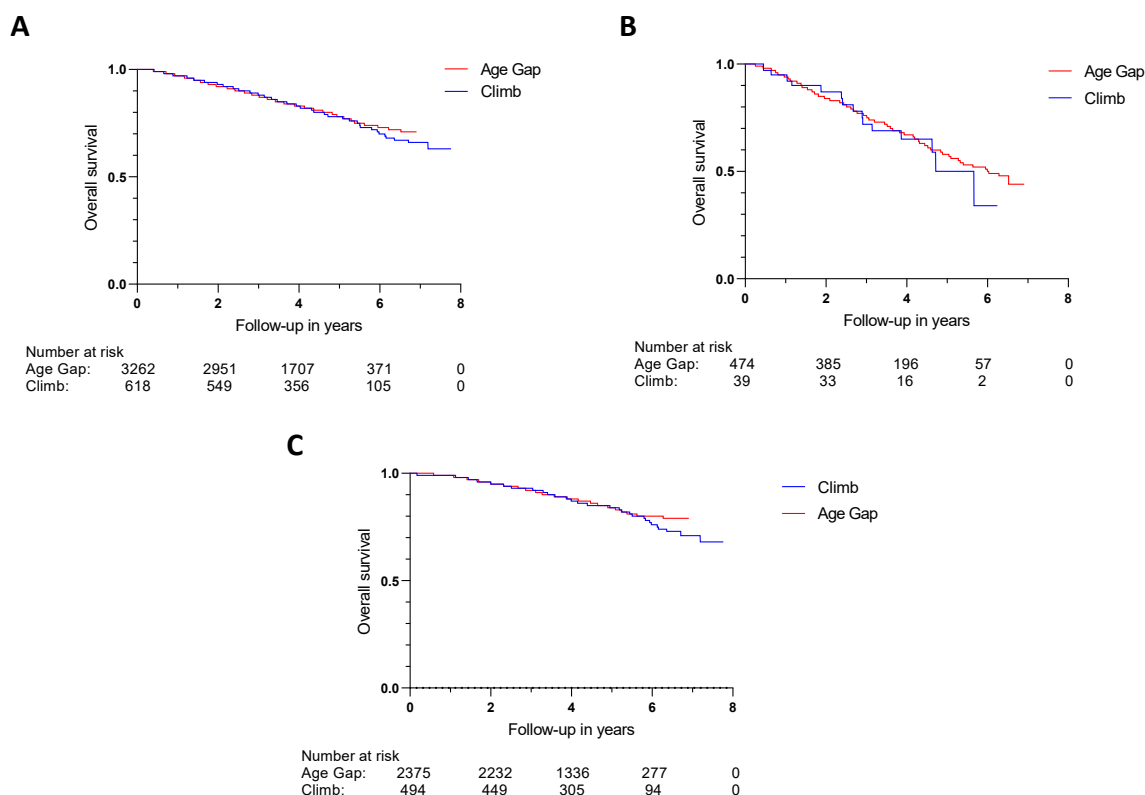 A
Age Gap
Climb
1.0
0.5
0.0
Overall survival
0 2 4 6 8
Follow-up in years
Number at risk
Age Gap: 3262 2951 1707 371 0
Climb: 618 549 356 105 0
B
Age Gap
Climb
1.0
0.5
0.0
Overall survival
0 2 4 6 8
Follow-up in years
Number at risk
Age Gap: 474 385 196 57 0
Climb: 39 33 16 2 0
C
Climb
Age Gap
1.0
0.5
0.0
Overall survival
0 2 4 6 8
Follow-up in years
Number at risk
Age Gap: 2375 2232 1336 277 0
Climb: 494 449 305 94 0